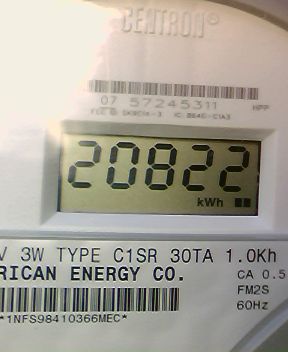 CENTRON®
07 57245311 HPP
20822
kWh
V 3W TYPE C1SR 30TA 1.0Kh
RICAN ENERGY CO.
CA 0.5
FM2S
60Hz
*1NFS98410366MEC*